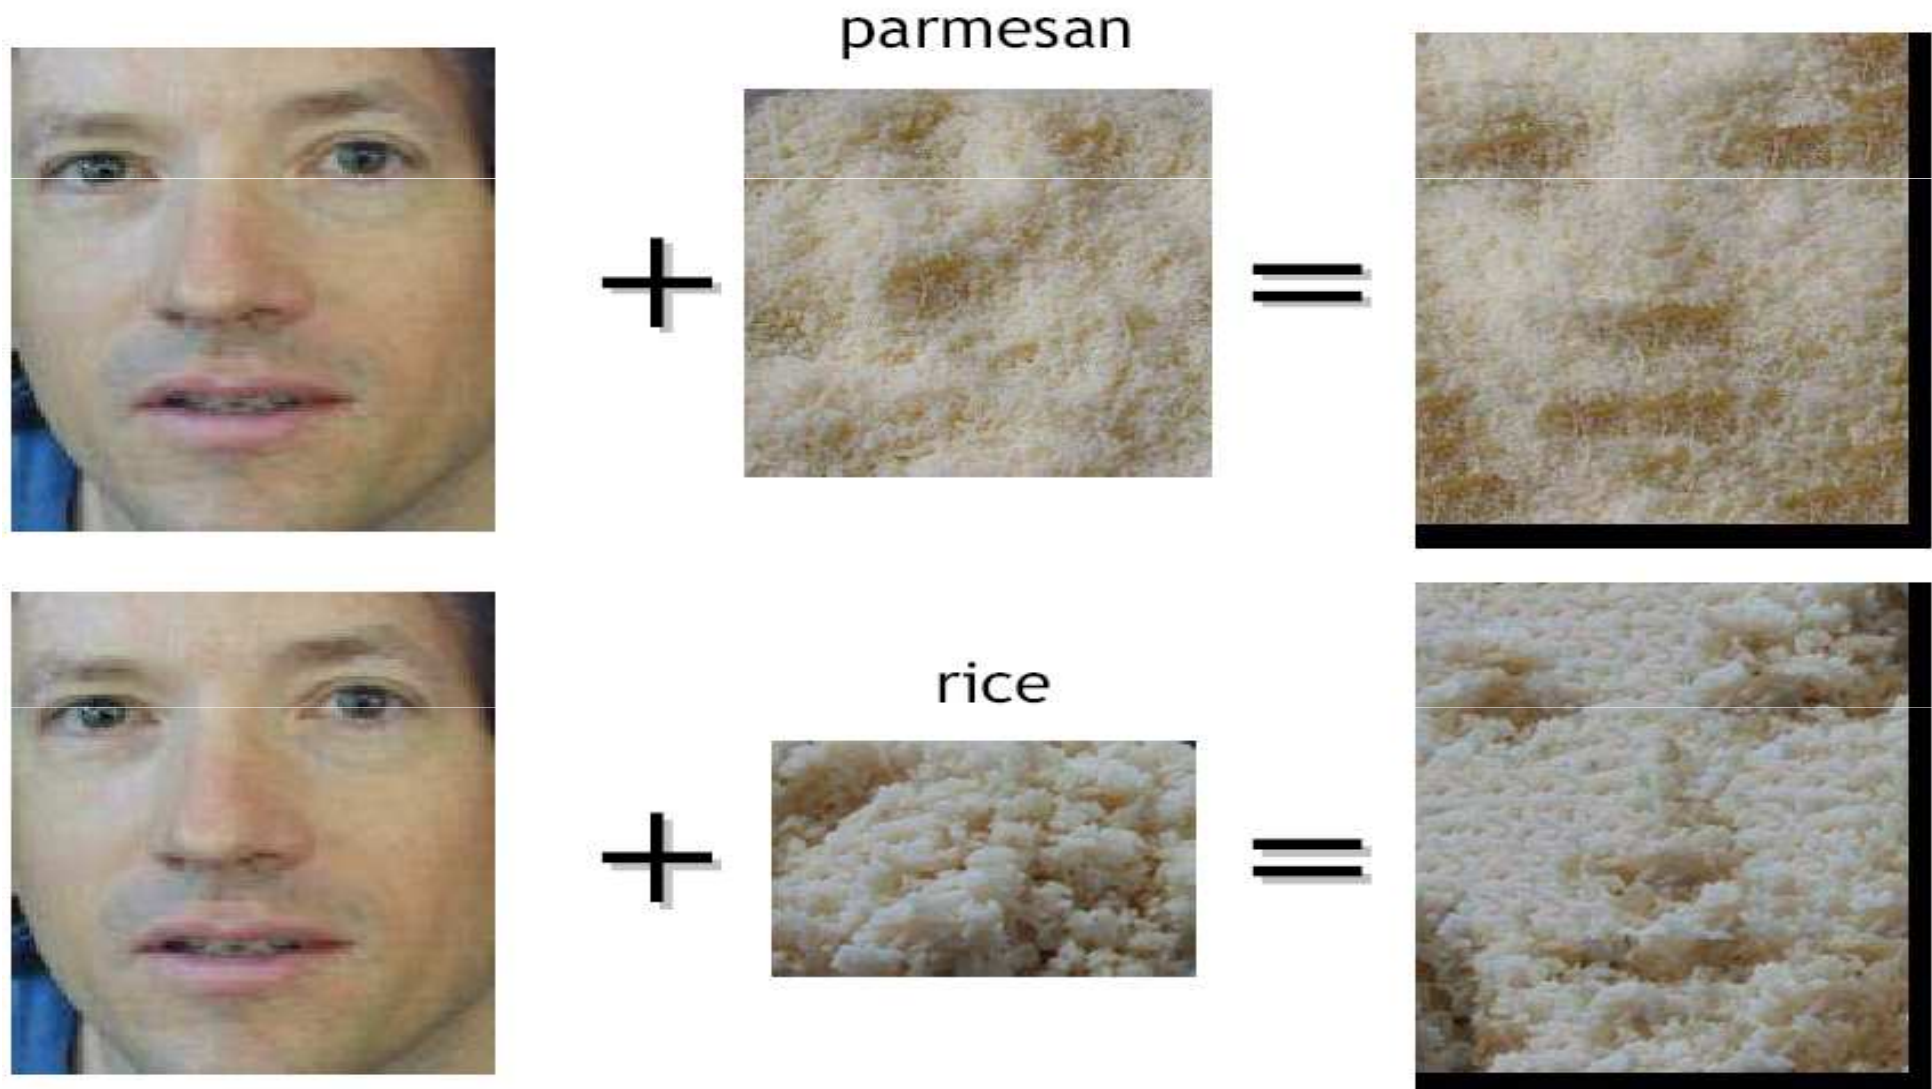 parmesan
+ =
rice
+ =